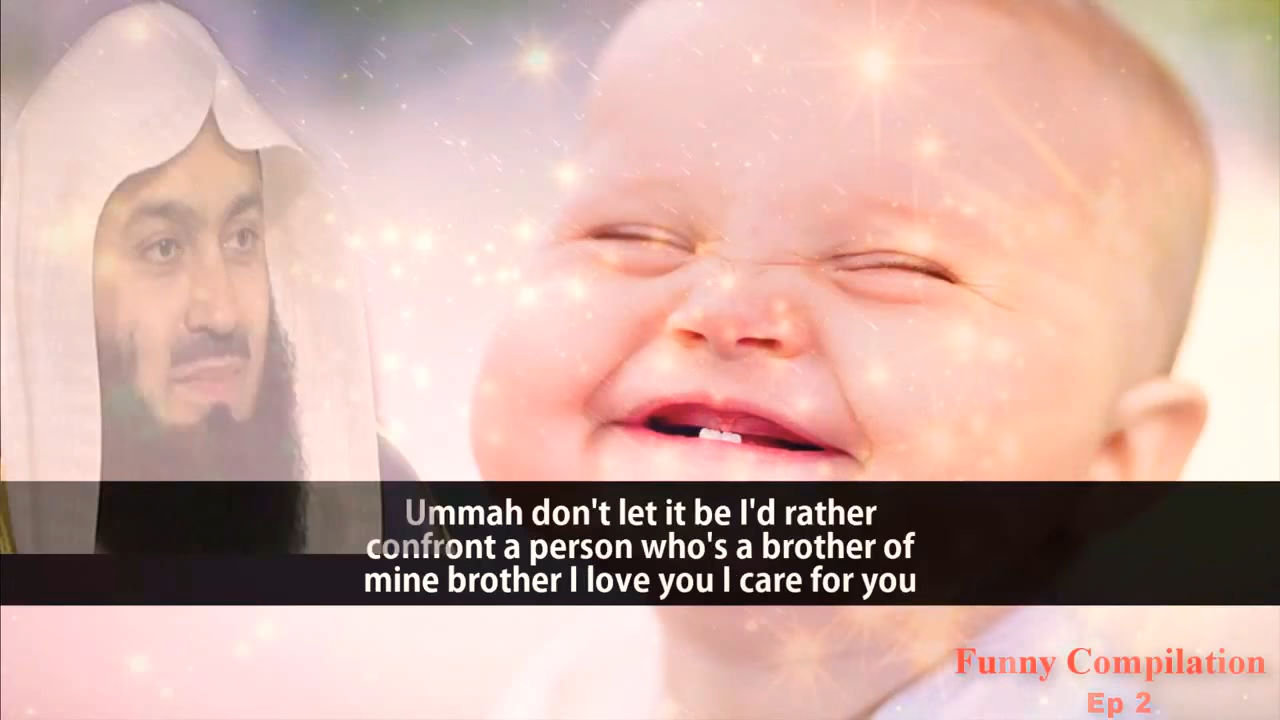 Ummah don't let it be I'd rather
confront a person who's a brother of
mine brother I love you I care for you
Funny Compilation
Ep 2